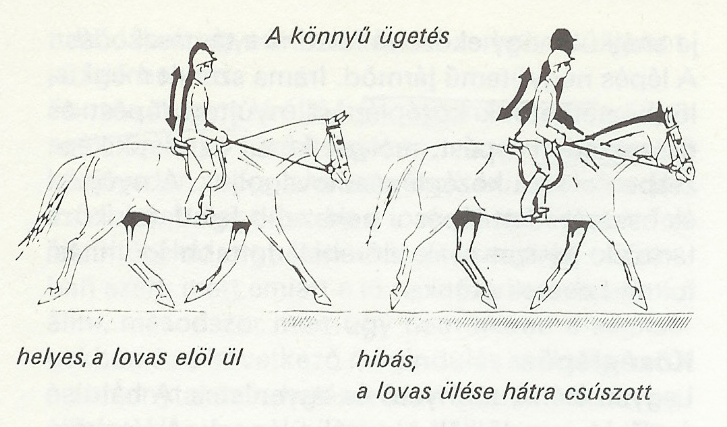 A könnyű ügetés
helyes, a lovas elöl ül
hibás,
a lovas ülése hátra csúszott